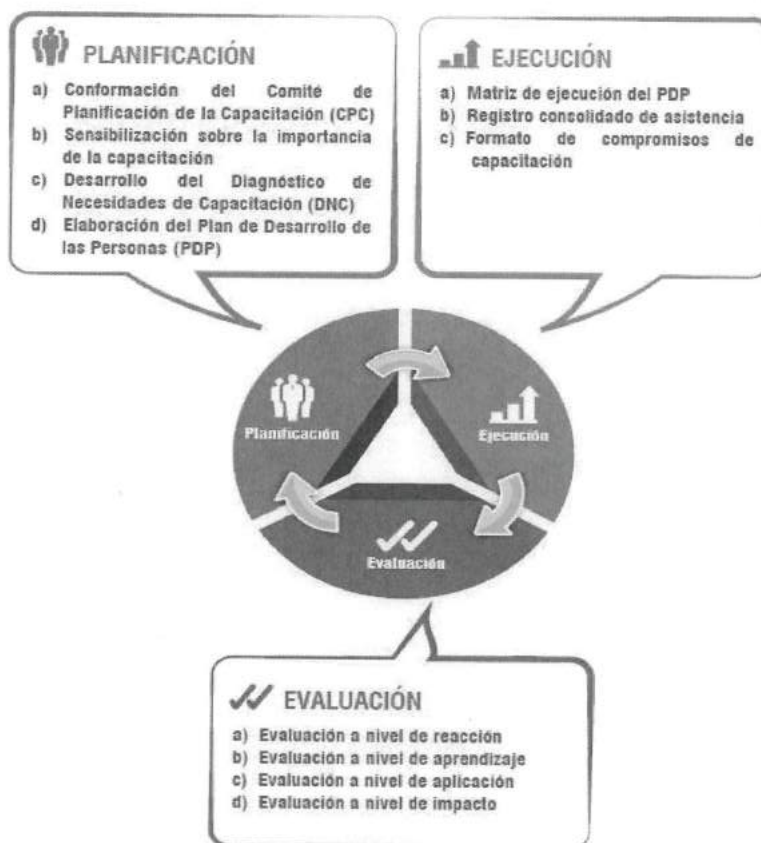 PLANIFICACIÓN
a) Conformación del Comité de
Planificación de la Capacitación (CPC)
b) Sensibilización sobre la importancia
de la capacitación
c) Desarrollo del Diagnóstico de
Necesidades de Capacitación (DNC)
d) Elaboración del Plan de Desarrollo de
las Personas (PDP)
EJECUCIÓN
a) Matriz de ejecución del PDP
b) Registro consolidado de asistencia
c) Formato de compromisos de
capacitación
Planificación
Ejecución
Evaluación
EVALUACIÓN
a) Evaluación a nivel de reacción
b) Evaluación a nivel de aprendizaje
c) Evaluación a nivel de aplicación
d) Evaluación a nivel de impacto